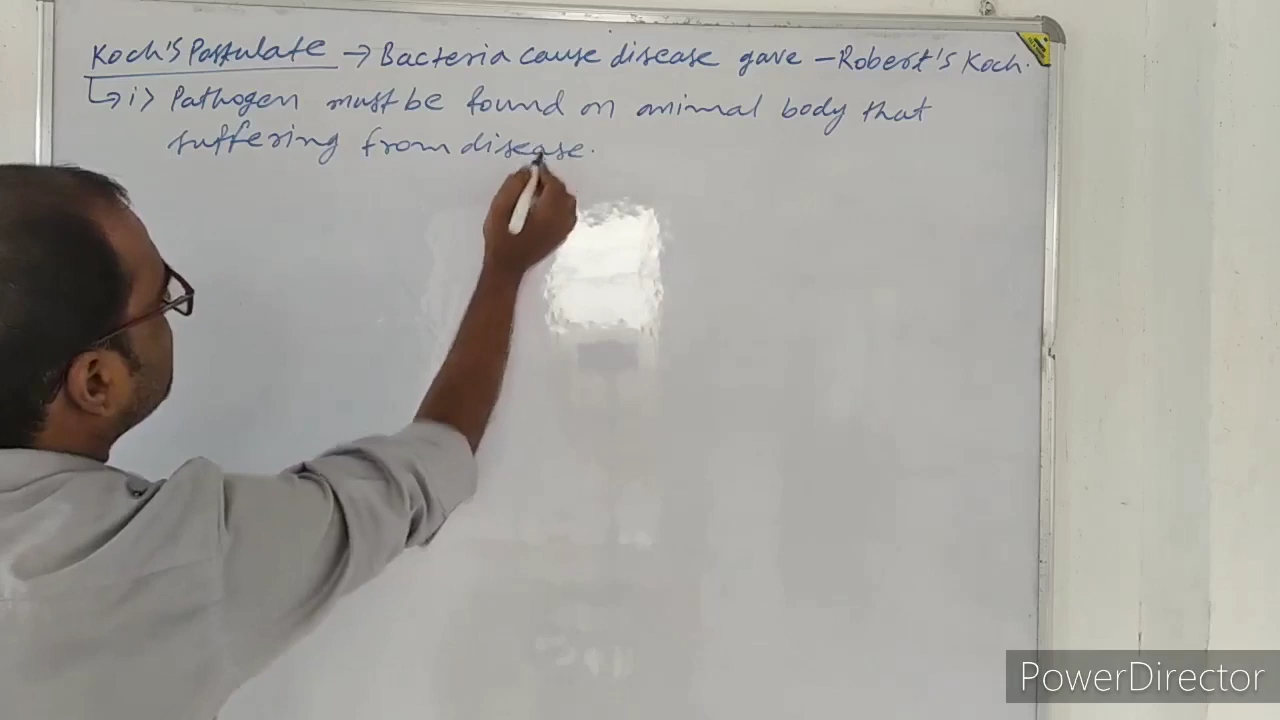 Koch's Postulate → Bacteria cause disease gave – Robert's Koch.
↳ i> Pathogen must be found on animal body that
suffering from disease.
PowerDirector